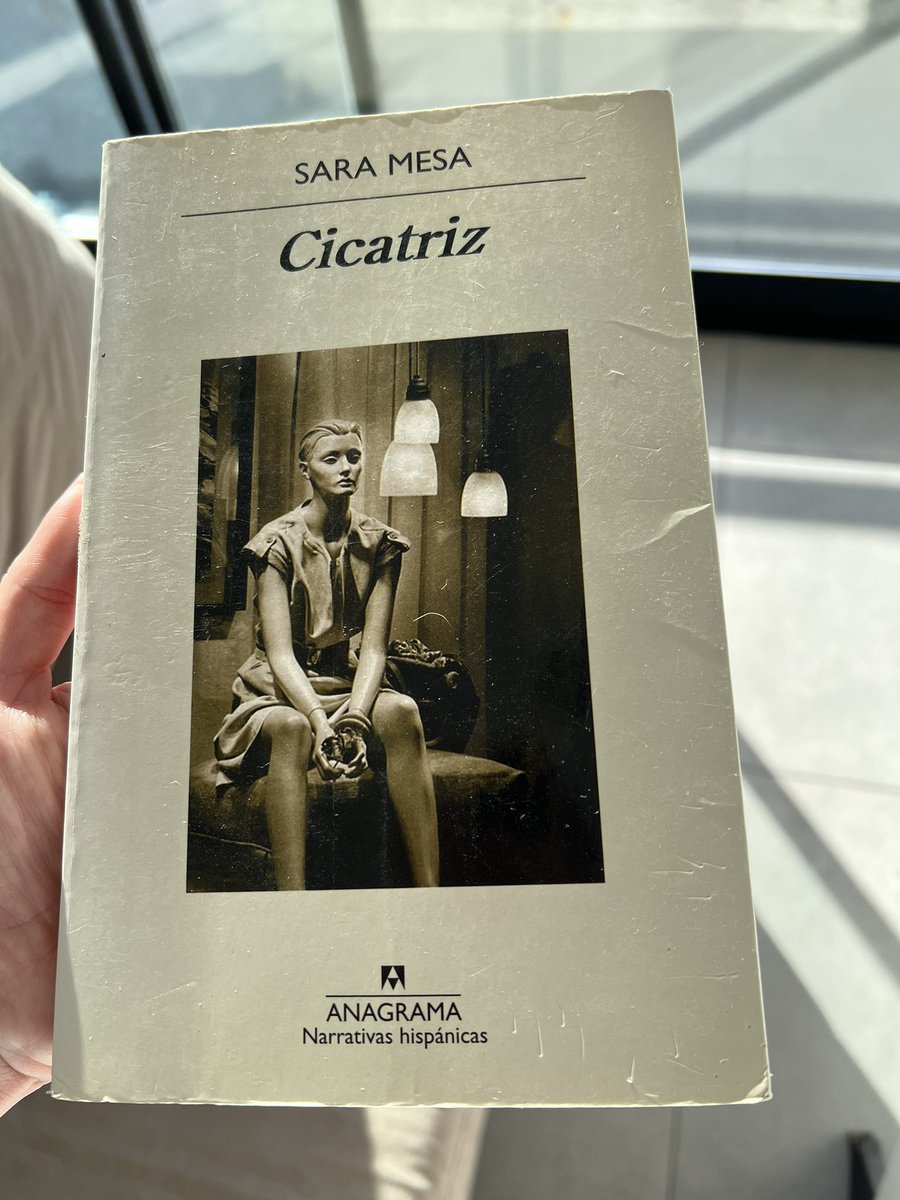 SARA MESA
Cicatriz
ANAGRAMA
Narrativas hispánicas